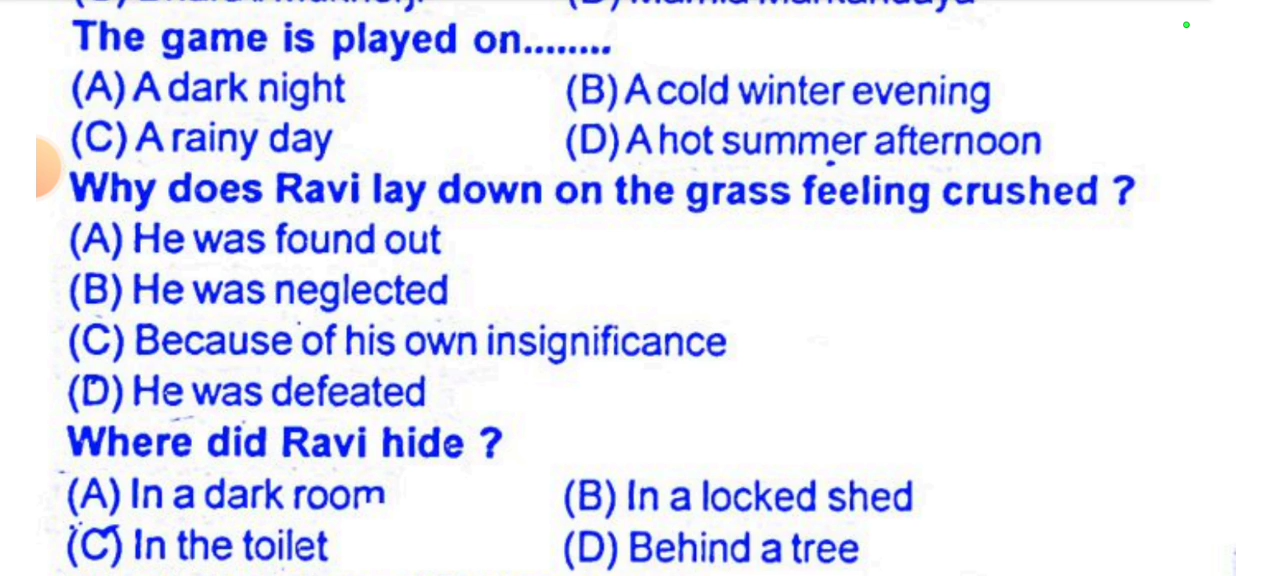 The game is played on........
(A) A dark night (B) A cold winter evening
(C) A rainy day (D) A hot summer afternoon
Why does Ravi lay down on the grass feeling crushed ?
(A) He was found out
(B) He was neglected
(C) Because of his own insignificance
(D) He was defeated
Where did Ravi hide ?
(A) In a dark room (B) In a locked shed
(C) In the toilet (D) Behind a tree